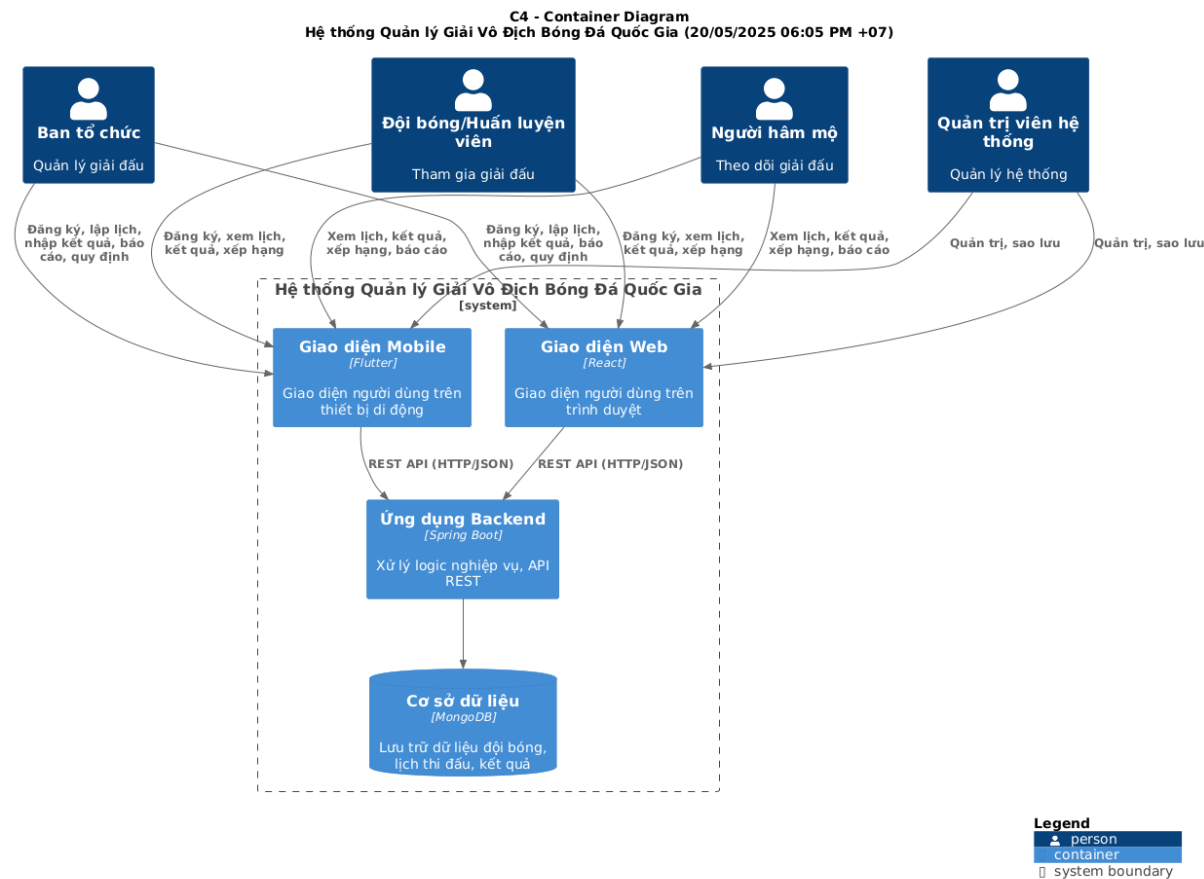 C4 - Container Diagram
Hệ thống Quản lý Giải Vô Địch Bóng Đá Quốc Gia (20/05/2025 06:05 PM +07)
Ban tổ chức
Quản lý giải đấu
Đội bóng/Huấn luyện
viên
Tham gia giải đấu
Người hâm mộ
Theo dõi giải đấu
Quản trị viên hệ
thống
Quản lý hệ thống
Đăng ký, lập lịch,
nhập kết quả, báo
cáo, quy định
Đăng ký, xem lịch,
kết quả, xếp hạng
Xem lịch, kết quả,
xếp hạng, báo cáo
Đăng ký, lập lịch,
nhập kết quả, báo
cáo, quy định
Đăng ký, xem lịch,
kết quả, xếp hạng
Xem lịch, kết quả,
xếp hạng, báo cáo
Quản trị, sao lưu
Quản trị, sao lưu
Hệ thống Quản lý Giải Vô Địch Bóng Đá Quốc Gia
[system]
Giao diện Mobile
[Flutter]
Giao diện người dùng trên
thiết bị di động
Giao diện Web
[React]
Giao diện người dùng trên
trình duyệt
REST API (HTTP/JSON)
REST API (HTTP/JSON)
Ứng dụng Backend
[Spring Boot]
Xử lý logic nghiệp vụ, API
REST
Cơ sở dữ liệu
[MongoDB]
Lưu trữ dữ liệu đội bóng,
lịch thi đấu, kết quả
Legend
person
container
system boundary